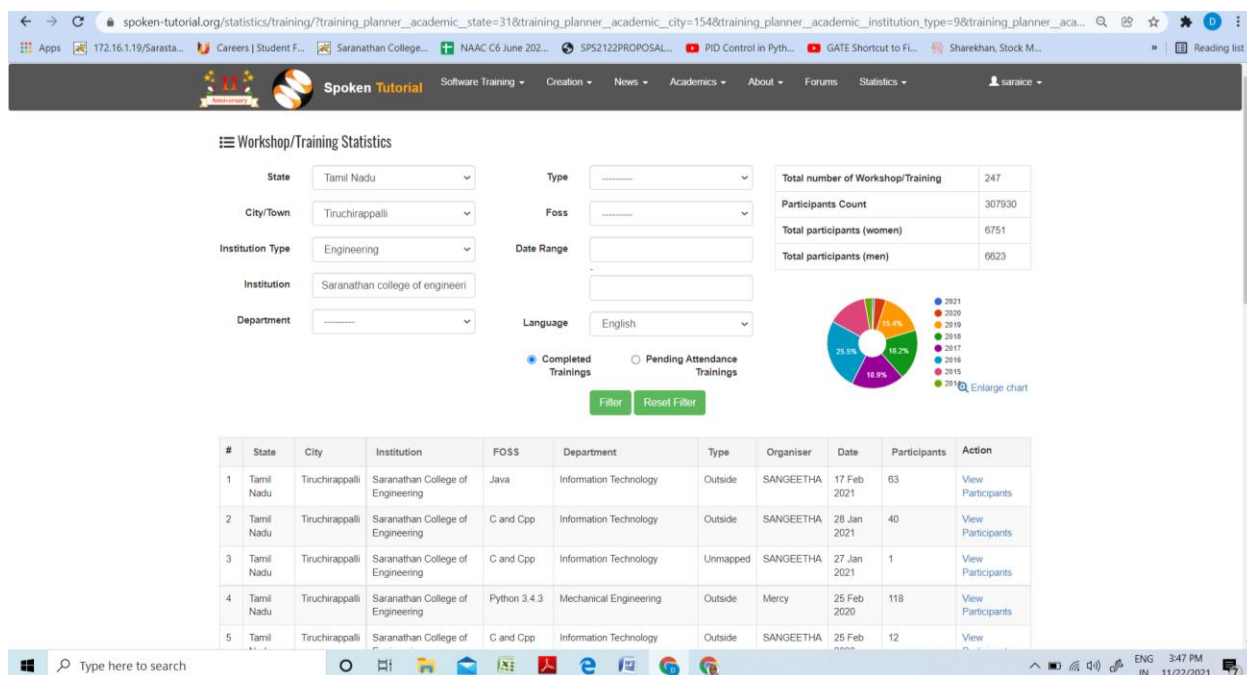 spoken-tutorial.org/statistics/training/?training_planner__academic_state=31&training_planner__academic__city=154&training_planner__academic__institution_type=9&training_planner__aca...
Apps 172.16.1.19/Sarasta... Careers | Student F... Saranathan College... NAAC C6 June 202... SPS2122PROPOSAL... PID Control in Pyth... GATE Shortcut to Fi... Sharekhan, Stock M... » Reading list
11 Anniversary Spoken Tutorial Software Training Creation News Academics About Forums Statistics saraice
Workshop/Training Statistics
State Tamil Nadu Type --------- Total number of Workshop/Training 247
City/Town Tiruchirappalli Foss --------- Participants Count 307930
Total participants (women) 6751
Institution Type Engineering Date Range Total participants (men) 6623
-
Institution Saranathan college of engineeri
Department --------- Language English
Completed Trainings Pending Attendance Trainings
Filter Reset Filter
15.4%
18.2%
18.9%
25.5%
2021
2020
2019
2018
2017
2016
2015
Enlarge chart
# State City Institution FOSS Department Type Organiser Date Participants Action
1 Tamil Nadu Tiruchirappalli Saranathan College of Engineering Java Information Technology Outside SANGEETHA 17 Feb 2021 63 View Participants
2 Tamil Nadu Tiruchirappalli Saranathan College of Engineering C and Cpp Information Technology Outside SANGEETHA 28 Jan 2021 40 View Participants
3 Tamil Nadu Tiruchirappalli Saranathan College of Engineering C and Cpp Information Technology Unmapped SANGEETHA 27 Jan 2021 1 View Participants
4 Tamil Nadu Tiruchirappalli Saranathan College of Engineering Python 3.4.3 Mechanical Engineering Outside Mercy 25 Feb 2020 118 View Participants
5 Tamil Tiruchirappalli Saranathan College of C and Cpp Information Technology Outside SANGEETHA 25 Feb 12 View
Type here to search ENG 3:47 PM
IN 11/22/2021